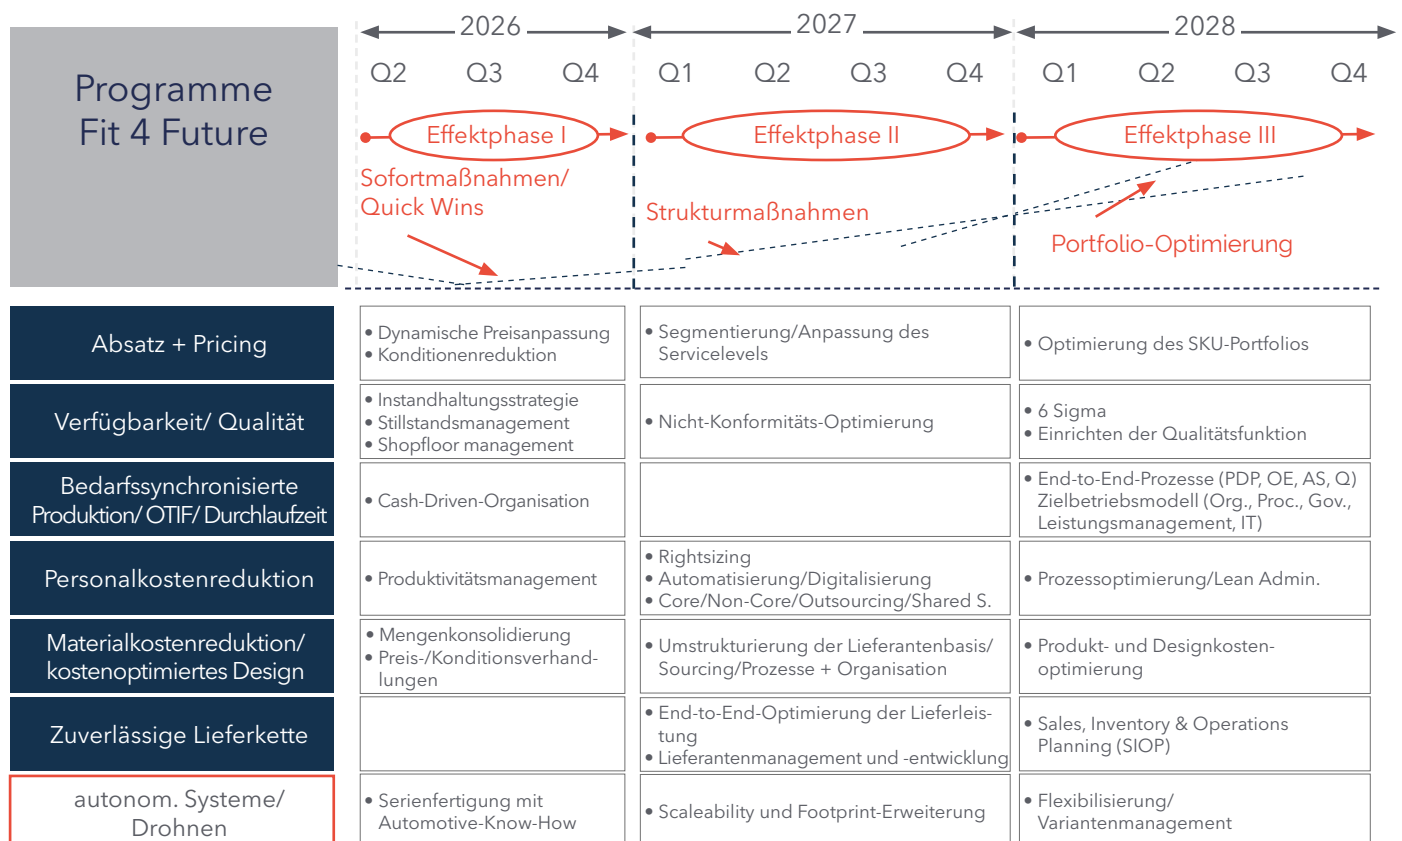 Programme
Fit 4 Future
2026
2027
2028
Q2 Q3 Q4 Q1 Q2 Q3 Q4 Q1 Q2 Q3 Q4
Effektphase I
Effektphase II
Effektphase III
Sofortmaßnahmen/
Quick Wins
Strukturmaßnahmen
Portfolio-Optimierung
Absatz + Pricing
• Dynamische Preisanpassung
• Konditionenreduktion
• Segmentierung/Anpassung des
Servicelevels
• Optimierung des SKU-Portfolios
Verfügbarkeit/ Qualität
• Instandhaltungsstrategie
• Stillstandsmanagement
• Shopfloor management
• Nicht-Konformitäts-Optimierung
• 6 Sigma
• Einrichten der Qualitätsfunktion
Bedarfssynchronisierte
Produktion/ OTIF/ Durchlaufzeit
• Cash-Driven-Organisation
• End-to-End-Prozesse (PDP, OE, AS, Q)
Zielbetriebsmodell (Org., Proc., Gov.,
Leistungsmanagement, IT)
Personalkostenreduktion
• Produktivitätsmanagement
• Rightsizing
• Automatisierung/Digitalisierung
• Core/Non-Core/Outsourcing/Shared S.
• Prozessoptimierung/Lean Admin.
Materialkostenreduktion/
kostenoptimiertes Design
• Mengenkonsolidierung
• Preis-/Konditionsverhand-
lungen
• Umstrukturierung der Lieferantenbasis/
Sourcing/Prozesse + Organisation
• Produkt- und Designkosten-
optimierung
Zuverlässige Lieferkette
• End-to-End-Optimierung der Lieferleis-
tung
• Lieferantenmanagement und -entwicklung
• Sales, Inventory & Operations
Planning (SIOP)
autonom. Systeme/
Drohnen
• Serienfertigung mit
Automotive-Know-How
• Scaleability und Footprint-Erweiterung
• Flexibilisierung/
Variantenmanagement